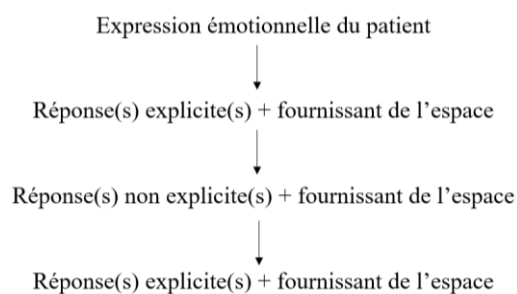 Expression émotionnelle du patient
Réponse(s) explicite(s) + fournissant de l’espace
Réponse(s) non explicite(s) + fournissant de l’espace
Réponse(s) explicite(s) + fournissant de l’espace